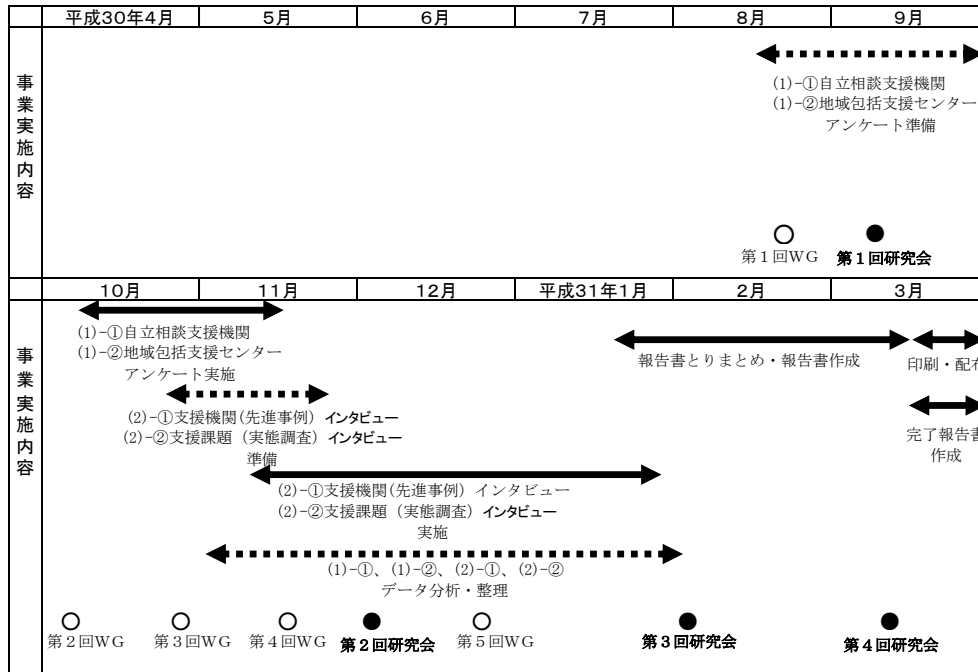 平成30年4月 5月 6月 7月 8月 9月
事業実施内容
(1)-①自立相談支援機関
(1)-②地域包括支援センター
アンケート準備
第1回WG 第1回研究会
10月 11月 12月 平成31年1月 2月 3月
事業実施内容
(1)-①自立相談支援機関
(1)-②地域包括支援センター
アンケート実施
報告書とりまとめ・報告書作成
印刷・配布
(2)-①支援機関(先進事例) インタビュー
(2)-②支援課題(実態調査) インタビュー
準備
完了報告書
作成
(2)-①支援機関(先進事例) インタビュー
(2)-②支援課題(実態調査) インタビュー
実施
(1)-①、(1)-②、(2)-①、(2)-②
データ分析・整理
第2回WG 第3回WG 第4回WG 第2回研究会 第5回WG 第3回研究会 第4回研究会